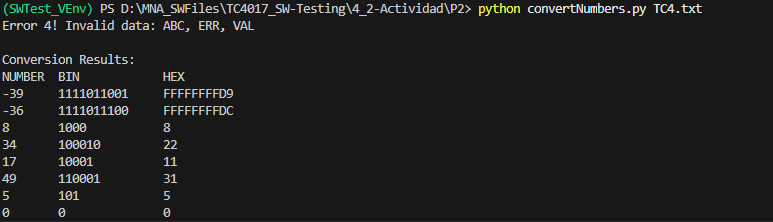 (SWTest_VEnv) PS D:\MNA_SWFiles\TC4017_SW-Testing\4_2-Actividad\P2> python convertNumbers.py TC4.txt
Error 4! Invalid data: ABC, ERR, VAL
Conversion Results:
NUMBER BIN HEX
-39 1111011001 FFFFFFFFD9
-36 1111011100 FFFFFFFFDC
8 1000 8
34 100010 22
17 10001 11
49 110001 31
5 101 5
0 0 0